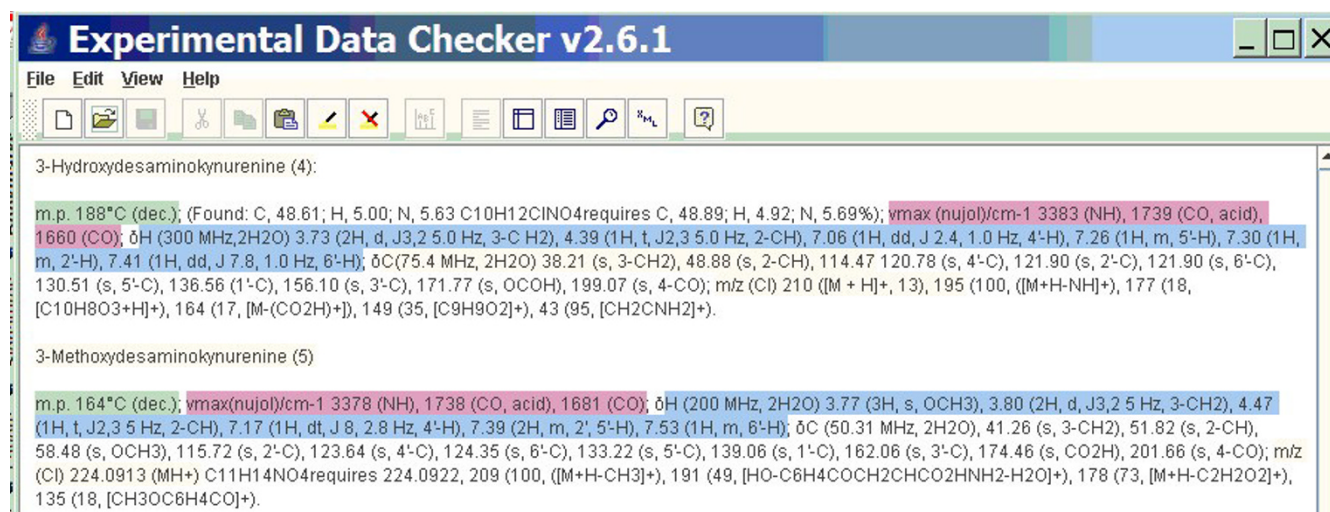 Experimental Data Checker v2.6.1
File Edit View Help
3-Hydroxydesaminokynurenine (4):
m.p. 188°C (dec.); (Found: C, 48.61; H, 5.00; N, 5.63 C10H12ClNO4requires C, 48.89; H, 4.92; N, 5.69%); νmax (nujol)/cm-1 3383 (NH), 1739 (CO, acid),
1660 (CO); δH (300 MHz,2H2O) 3.73 (2H, d, J3,2 5.0 Hz, 3-C H2), 4.39 (1H, t, J2,3 5.0 Hz, 2-CH), 7.06 (1H, dd, J 2.4, 1.0 Hz, 4'-H), 7.26 (1H, m, 5'-H), 7.30 (1H,
m, 2'-H), 7.41 (1H, dd, J 7.8, 1.0 Hz, 6'-H); δC(75.4 MHz, 2H2O) 38.21 (s, 3-CH2), 48.88 (s, 2-CH), 114.47 120.78 (s, 4'-C), 121.90 (s, 2'-C), 121.90 (s, 6'-C),
130.51 (s, 5'-C), 136.56 (1'-C), 156.10 (s, 3'-C), 171.77 (s, OCOH), 199.07 (s, 4-CO); m/z (CI) 210 ([M + H]+, 13), 195 (100, ([M+H-NH]+), 177 (18,
[C10H8O3+H]+), 164 (17, [M-(CO2H)+]), 149 (35, [C9H9O2]+), 43 (95, [CH2CNH2]+).
3-Methoxydesaminokynurenine (5)
m.p. 164°C (dec.); νmax(nujol)/cm-1 3378 (NH), 1738 (CO, acid), 1681 (CO); δH (200 MHz, 2H2O) 3.77 (3H, s, OCH3), 3.80 (2H, d, J3,2 5 Hz, 3-CH2), 4.47
(1H, t, J2,3 5 Hz, 2-CH), 7.17 (1H, dt, J 8, 2.8 Hz, 4'-H), 7.39 (2H, m, 2', 5'-H), 7.53 (1H, m, 6'-H); δC (50.31 MHz, 2H2O), 41.26 (s, 3-CH2), 51.82 (s, 2-CH),
58.48 (s, OCH3), 115.72 (s, 2'-C), 123.64 (s, 4'-C), 124.35 (s, 6'-C), 133.22 (s, 5'-C), 139.06 (s, 1'-C), 162.06 (s, 3'-C), 174.46 (s, CO2H), 201.66 (s, 4-CO); m/z
(CI) 224.0913 (MH+) C11H14NO4requires 224.0922, 209 (100, ([M+H-CH3]+), 191 (49, [HO-C6H4COCH2CHCO2HNH2-H2O]+), 178 (73, [M+H-C2H2O2]+),
135 (18, [CH3OC6H4CO]+).